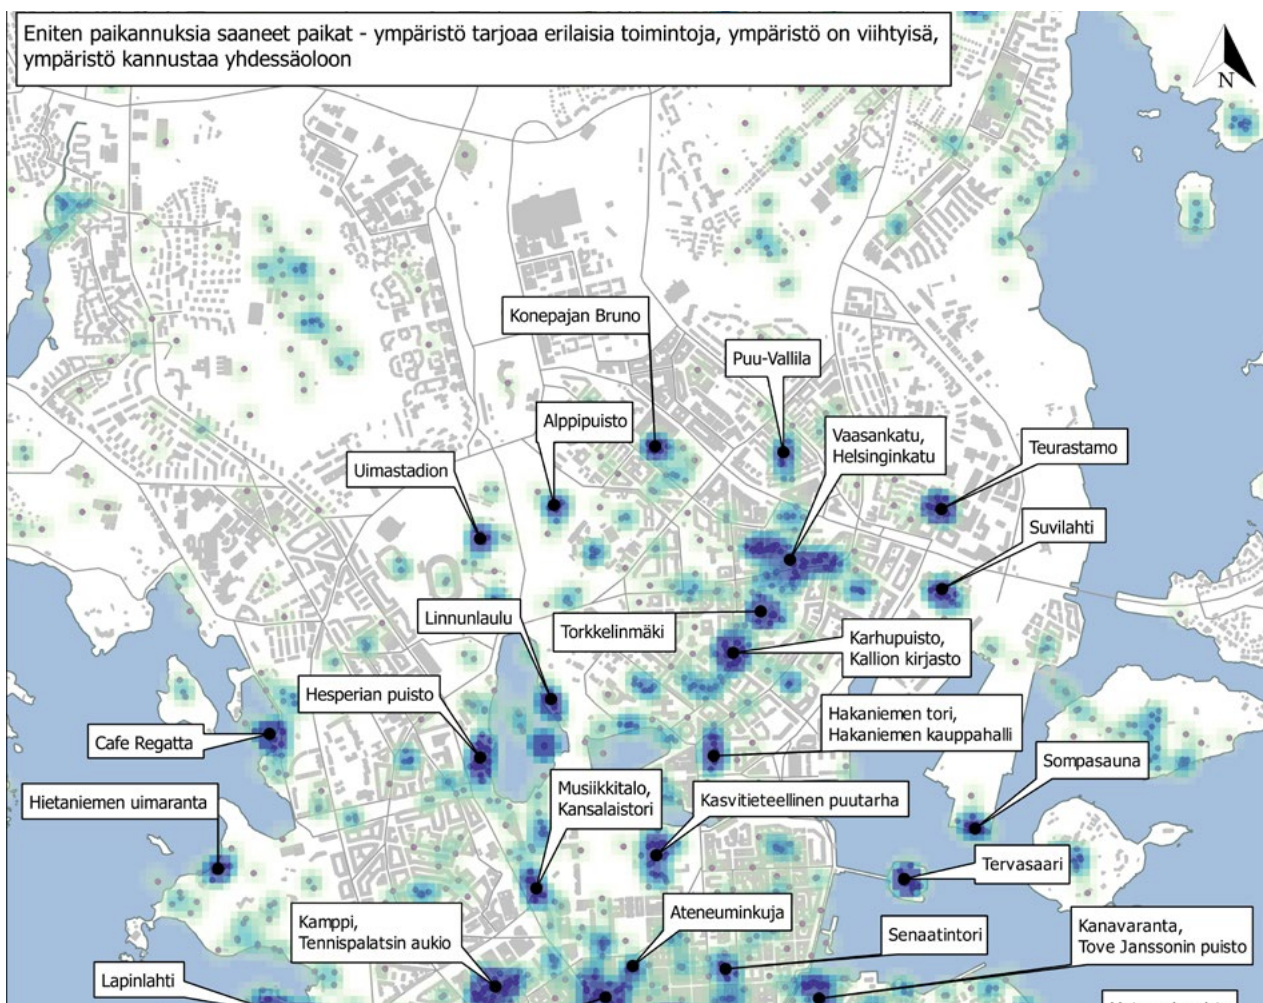 Eniten paikannuksia saaneet paikat - ympäristö tarjoaa erilaisia toimintoja, ympäristö on viihtyisä,
ympäristö kannustaa yhdessäoloon
N
Konepajan Bruno
Puu-Vallila
Alppipuisto
Vaasankatu,
Helsinginkatu
Teurastamo
Uimastadion
Suvilahti
Linnunlaulu
Torkkelinmäki
Karhupuisto,
Kallion kirjasto
Hesperian puisto
Hakaniemen tori,
Hakaniemen kauppahalli
Cafe Regatta
Sompasauna
Musiikkitalo,
Kansalaistori
Kasvitieteellinen puutarha
Hietaniemen uimaranta
Tervasaari
Ateneuminkuja
Kamppi,
Tennispalatsin aukio
Senaatintori
Kanavaranta,
Tove Janssonin puisto
Lapinlahti